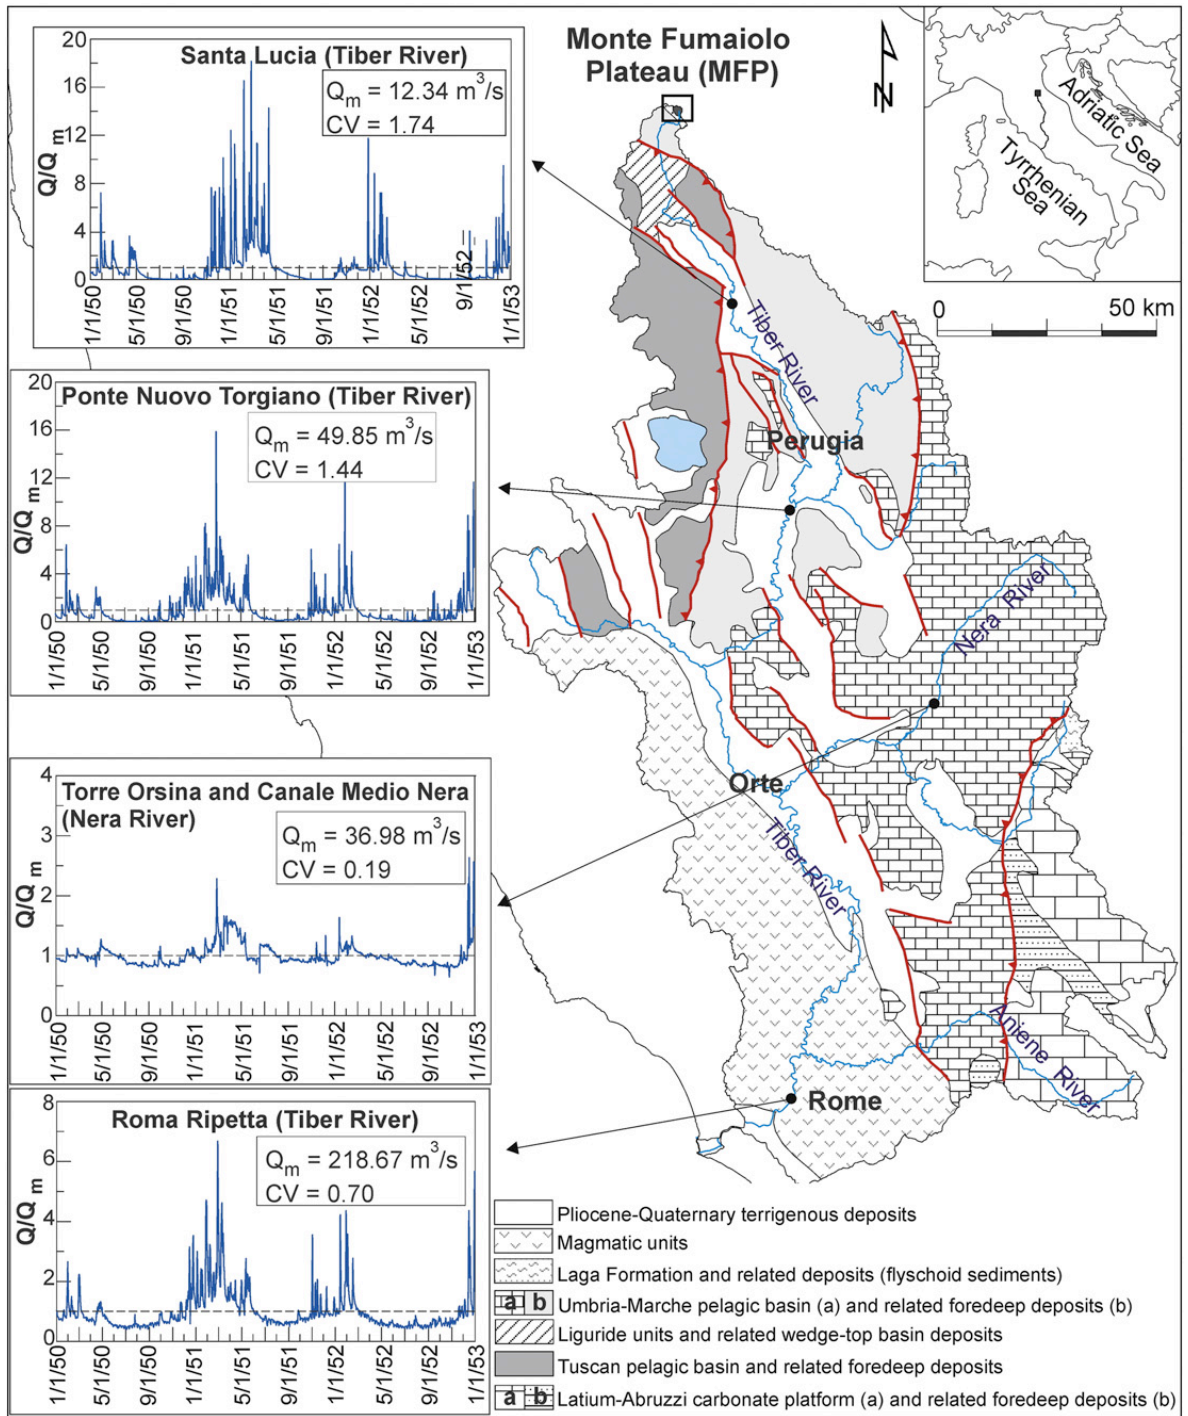 Santa Lucia (Tiber River)
Qm = 12.34 m³/s
CV = 1.74
Q/Qm
20
16
12
8
4
0
1/1/50
5/1/50
9/1/50
1/1/51
5/1/51
9/1/51
1/1/52
5/1/52
9/1/52
1/1/53
Ponte Nuovo Torgiano (Tiber River)
Qm = 49.85 m³/s
CV = 1.44
Q/Qm
20
16
12
8
4
0
1/1/50
5/1/50
9/1/50
1/1/51
5/1/51
9/1/51
1/1/52
5/1/52
9/1/52
1/1/53
Torre Orsina and Canale Medio Nera
(Nera River)
Qm = 36.98 m³/s
CV = 0.19
Q/Qm
4
3
2
1
0
1/1/50
5/1/50
9/1/50
1/1/51
5/1/51
9/1/51
1/1/52
5/1/52
9/1/52
1/1/53
Roma Ripetta (Tiber River)
Qm = 218.67 m³/s
CV = 0.70
Q/Qm
8
6
4
2
0
1/1/50
5/1/50
9/1/50
1/1/51
5/1/51
9/1/51
1/1/52
5/1/52
9/1/52
1/1/53
Monte Fumaiolo
Plateau (MFP)
N
Adriatic Sea
Tyrrhenian
Sea
0 50 km
Tiber River
Perugia
Nera River
Orte
Tiber River
Aniene River
Rome
Pliocene-Quaternary terrigenous deposits
Magmatic units
Laga Formation and related deposits (flyschoid sediments)
a b Umbria-Marche pelagic basin (a) and related foredeep deposits (b)
Liguride units and related wedge-top basin deposits
Tuscan pelagic basin and related foredeep deposits
a b Latium-Abruzzi carbonate platform (a) and related foredeep deposits (b)